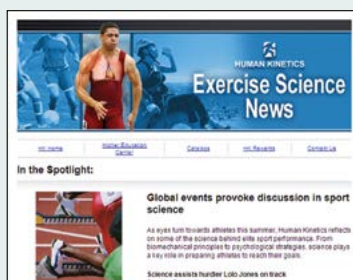 HUMAN KINETICS
Exercise Science
News
HK Home
Higher Education
Center
Catalogs
HK Rewards
Contact Us
In the Spotlight:
Global events provoke discussion in sport
science
As eyes turn towards athletes this summer, Human Kinetics reflects
on some of the science behind elite sport performance. From
biomechanical principles to psychological strategies, science plays
a key role in preparing athletes to reach their goals.
Science assists hurdler Lolo Jones on track